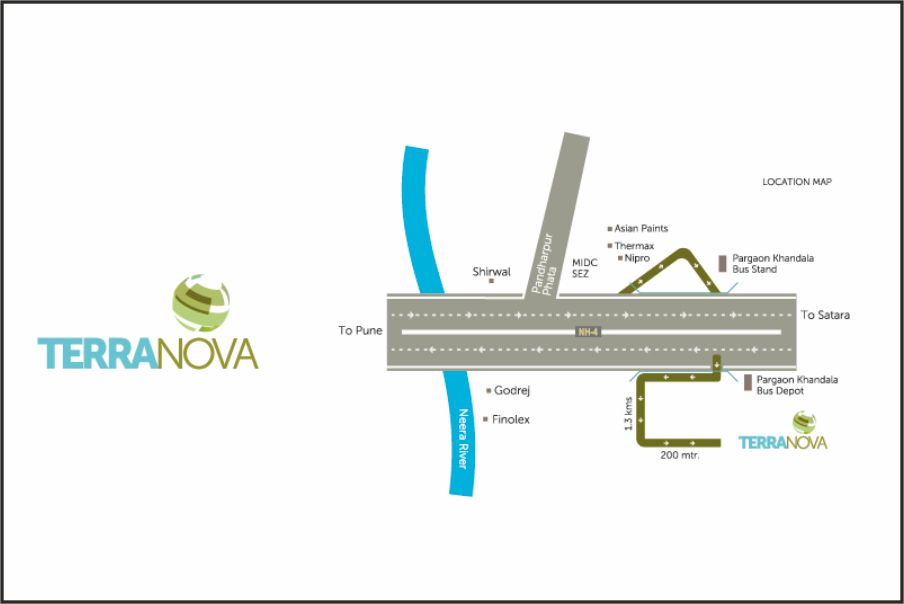 LOCATION MAP
Asian Paints
Thermax
Nipro
Pandharpur
Phata
MIDC
SEZ
Pargaon Khandala
Bus Stand
Shirwal
To Satara
To Pune
NH-4
TERRANOVA
Godrej
Finolex
Neera River
Pargaon Khandala
Bus Depot
1.3 kms
200 mtr.
TERRANOVA